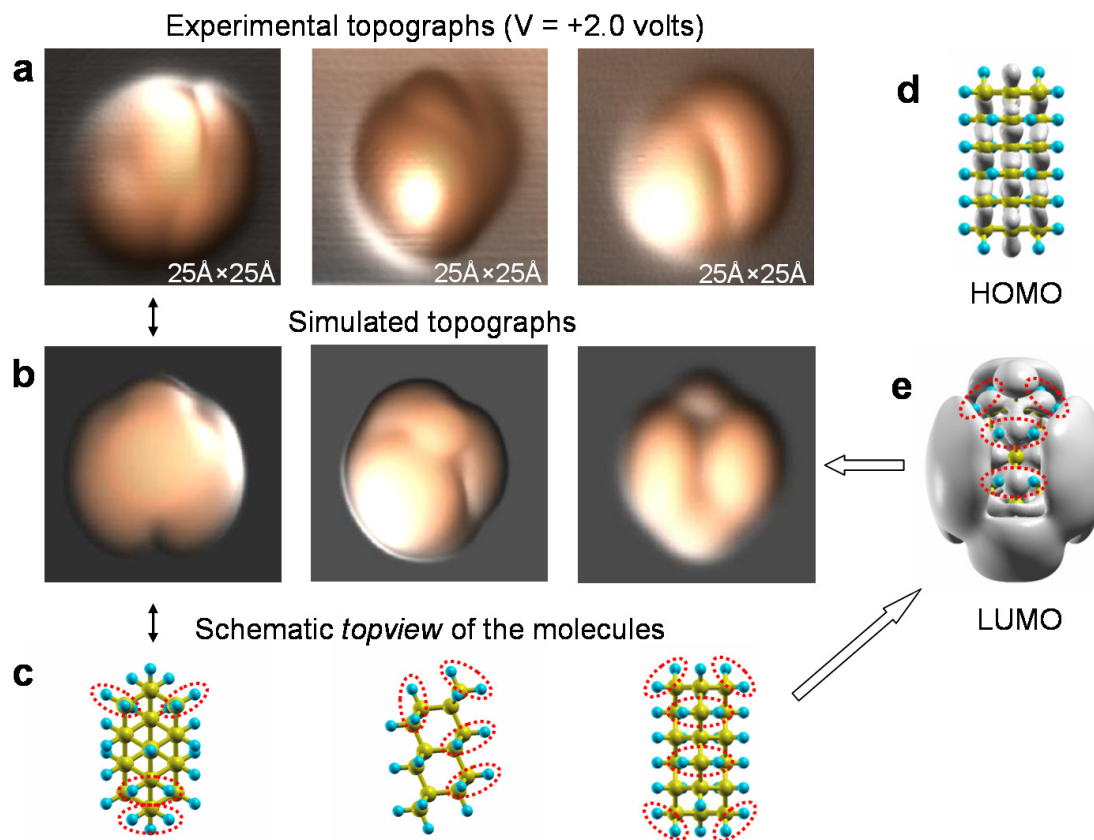 Experimental topographs (V = +2.0 volts)
a
25Å×25Å
25Å×25Å
25Å×25Å
d
HOMO
Simulated topographs
b
e
LUMO
Schematic topview of the molecules
c